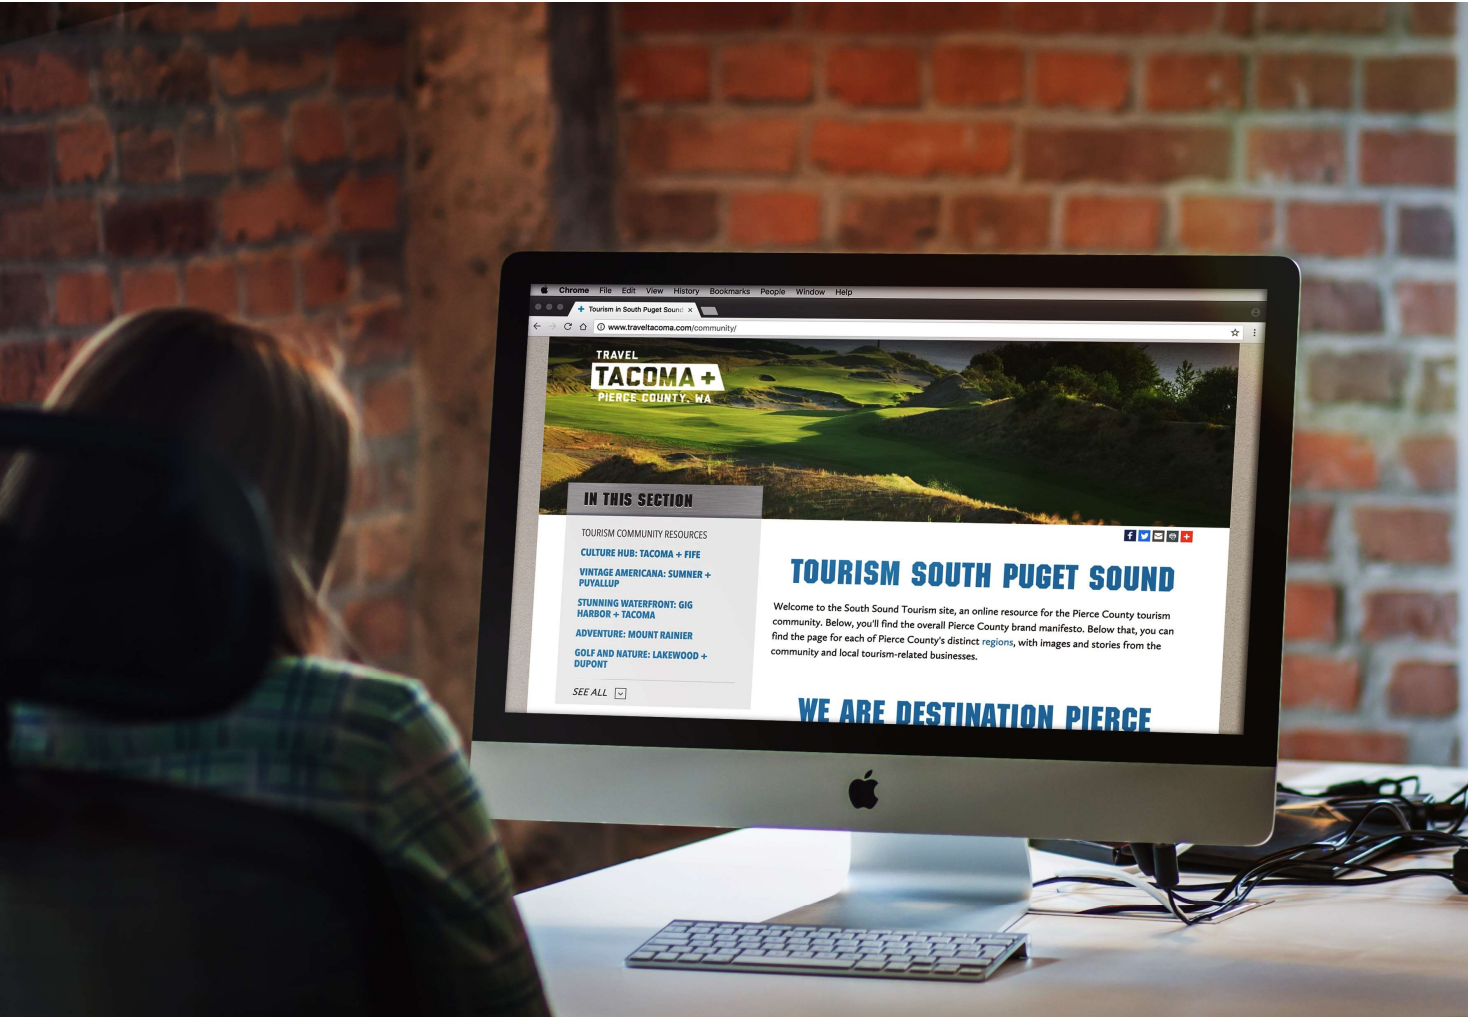 Chrome File Edit View History Bookmarks People Window Help
Tourism in South Puget Sound
www.traveltacoma.com/community/
TRAVEL
TACOMA +
PIERCE COUNTY, WA
IN THIS SECTION
TOURISM COMMUNITY RESOURCES
CULTURE HUB: TACOMA + FIFE
VINTAGE AMERICANA: SUMNER +
PUYALLUP
STUNNING WATERFRONT: GIG
HARBOR + TACOMA
ADVENTURE: MOUNT RAINIER
GOLF AND NATURE: LAKEWOOD +
DUPONT
SEE ALL
TOURISM SOUTH PUGET SOUND
Welcome to the South Sound Tourism site, an online resource for the Pierce County tourism
community. Below, you'll find the overall Pierce County brand manifesto. Below that, you can
find the page for each of Pierce County's distinct regions, with images and stories from the
community and local tourism-related businesses.
WE ARE DESTINATION PIERCE